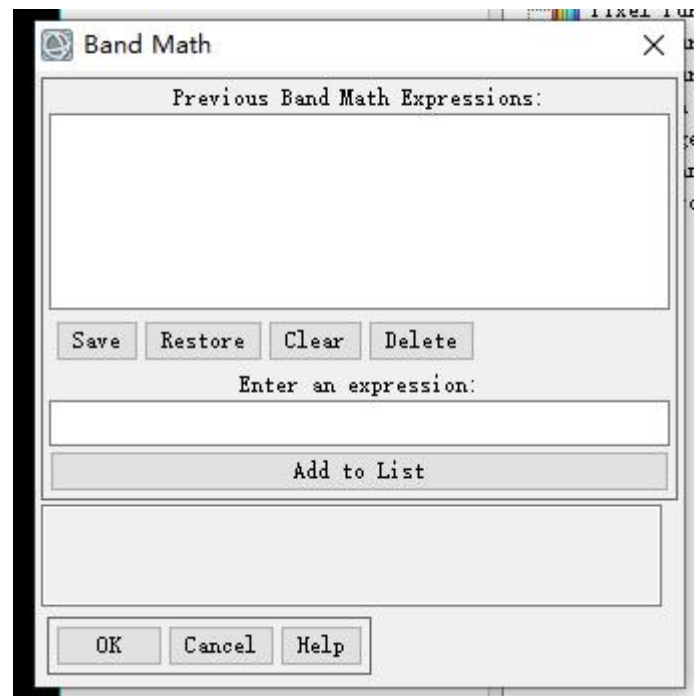 Band Math
Previous Band Math Expressions:
Save Restore Clear Delete
Enter an expression:
Add to List
OK Cancel Help